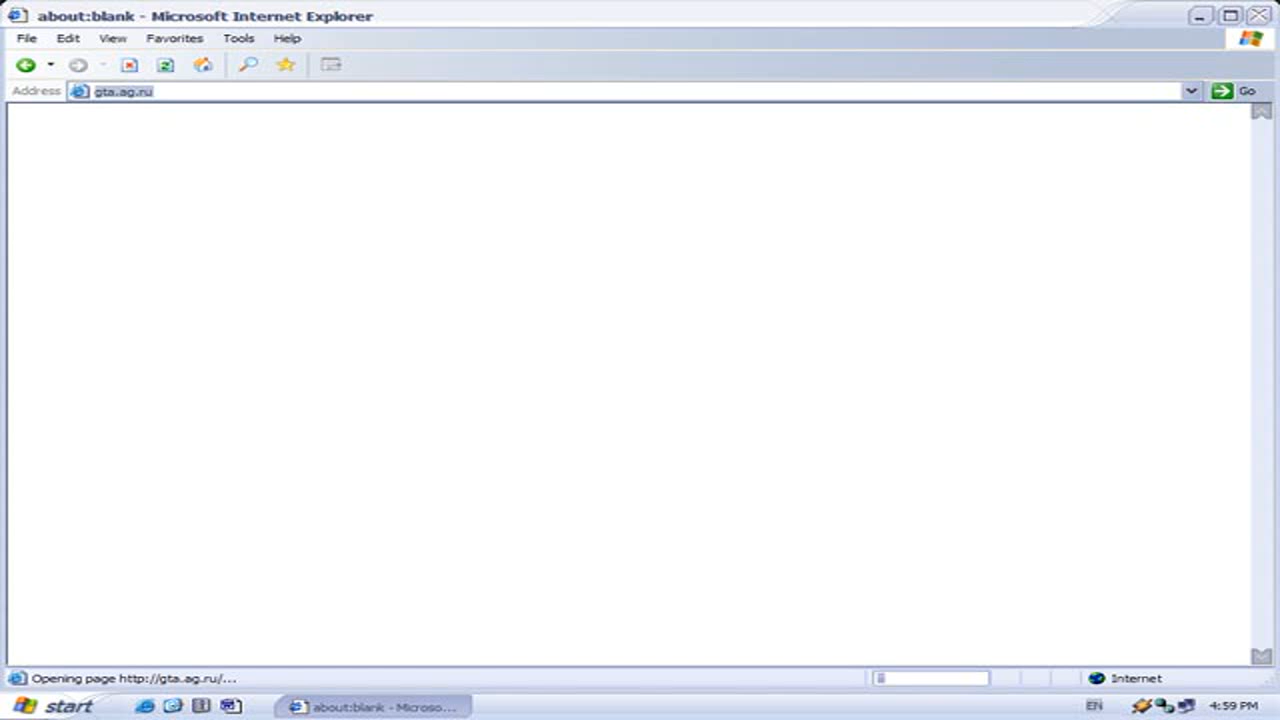 about:blank - Microsoft Internet Explorer
File Edit View Favorites Tools Help
Address gta.ag.ru Go
Opening page http://gta.ag.ru/... Internet
start about:blank - Microso... EN 4:59 PM